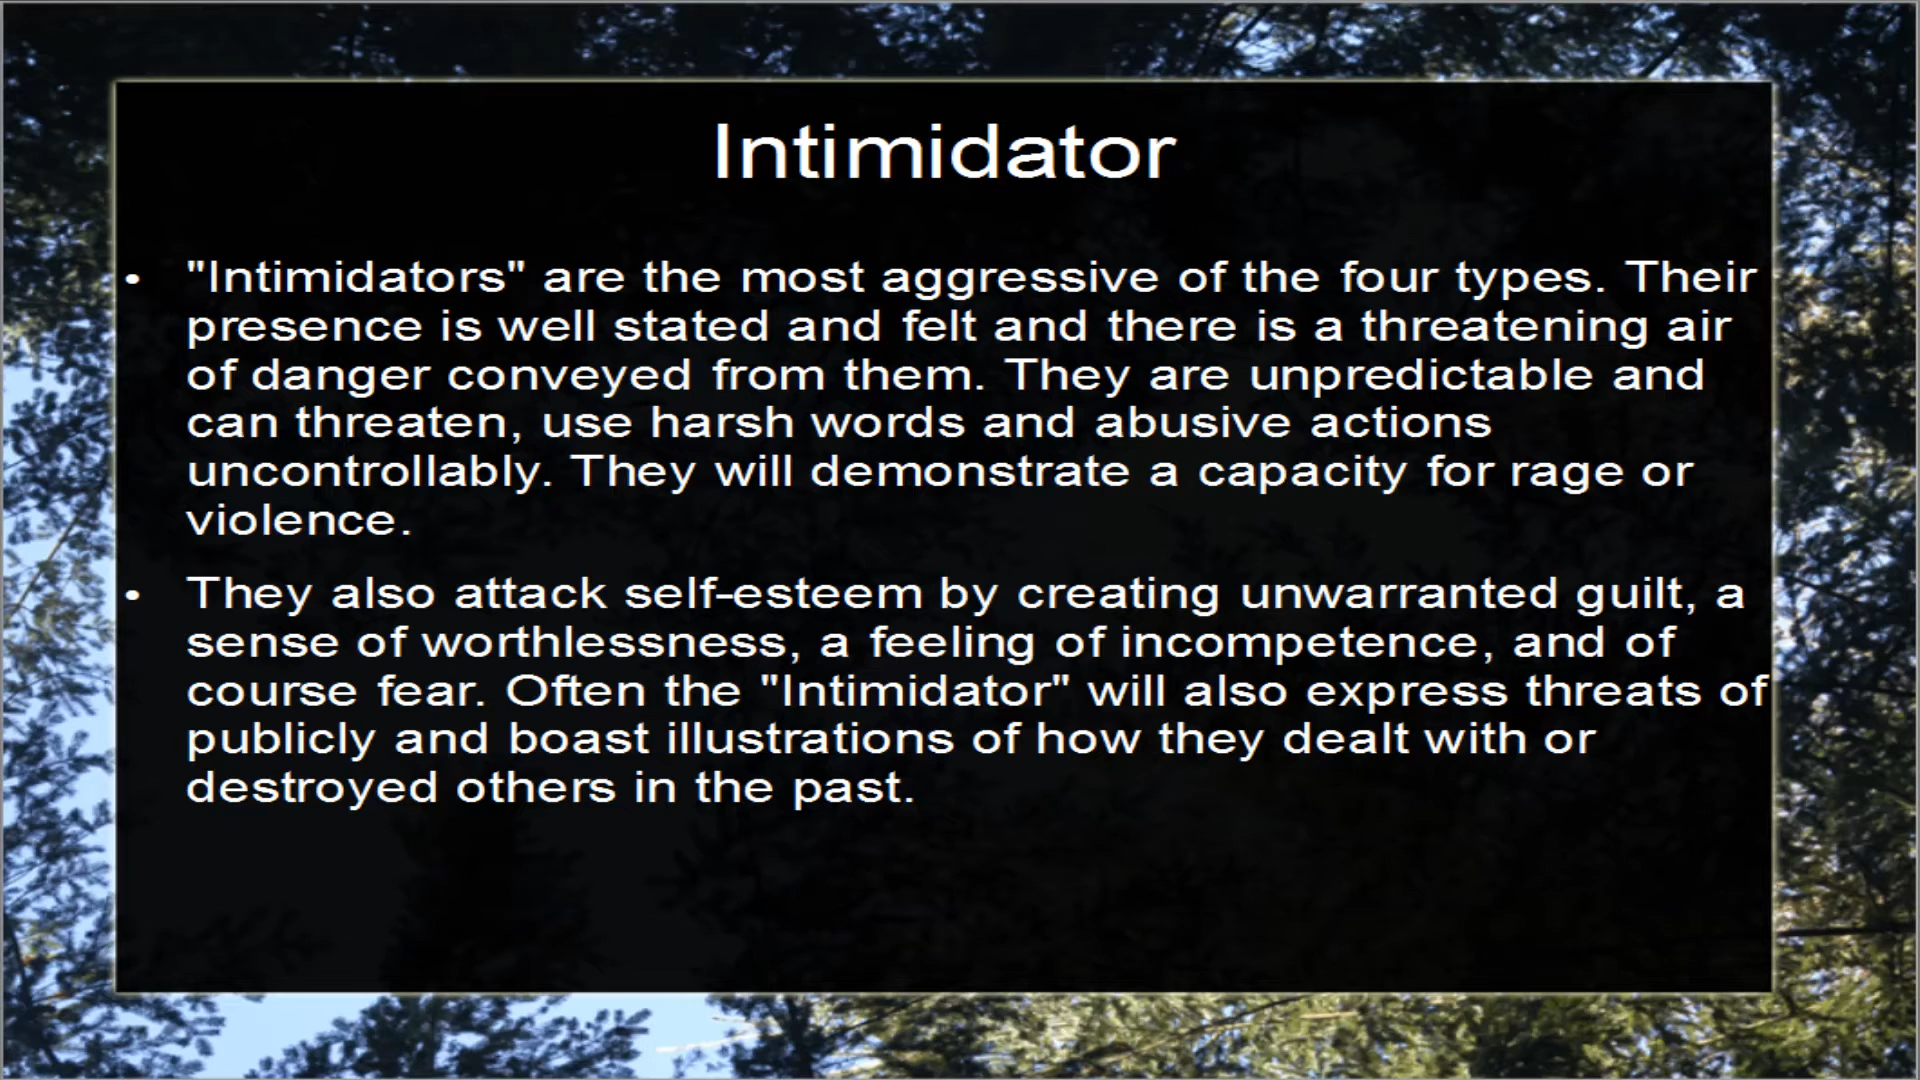 Intimidator
• "Intimidators" are the most aggressive of the four types. Their
presence is well stated and felt and there is a threatening air
of danger conveyed from them. They are unpredictable and
can threaten, use harsh words and abusive actions
uncontrollably. They will demonstrate a capacity for rage or
violence.
• They also attack self-esteem by creating unwarranted guilt, a
sense of worthlessness, a feeling of incompetence, and of
course fear. Often the "Intimidator" will also express threats of
publicly and boast illustrations of how they dealt with or
destroyed others in the past.